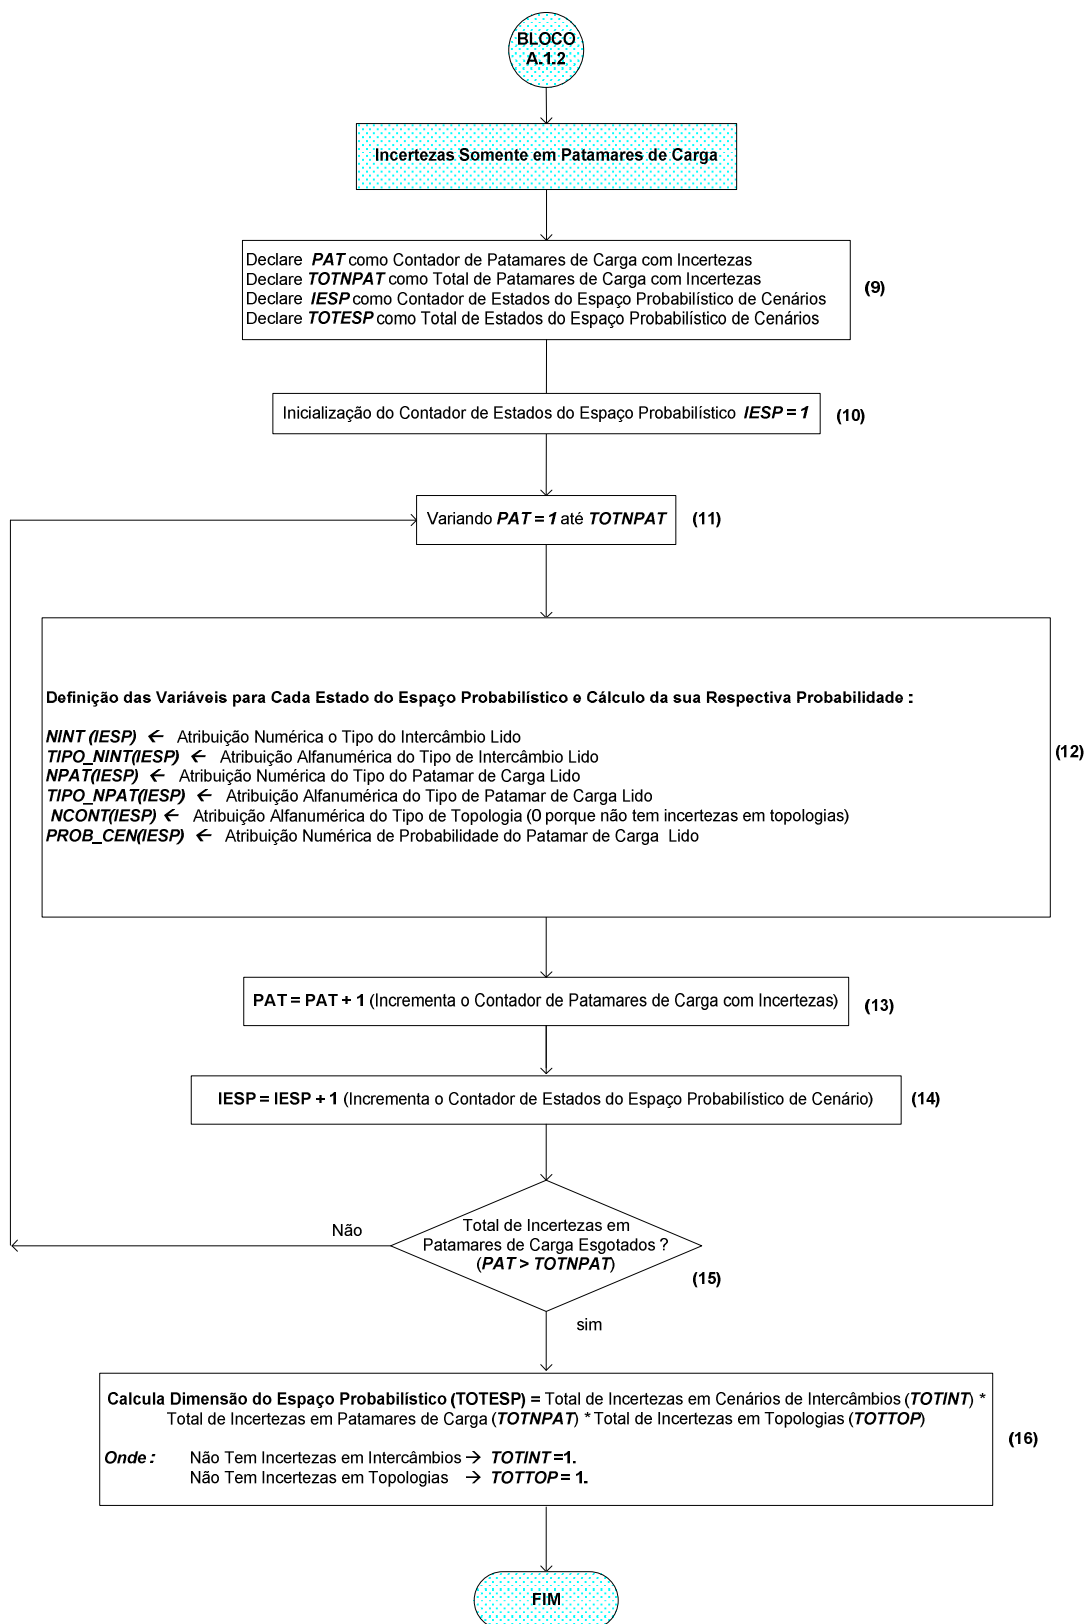 BLOCO
A.1.2
Incertezas Somente em Patamares de Carga
Declare PAT como Contador de Patamares de Carga com Incertezas
Declare TOTNPAT como Total de Patamares de Carga com Incertezas
Declare IESP como Contador de Estados do Espaço Probabilístico de Cenários
Declare TOTESP como Total de Estados do Espaço Probabilístico de Cenários
(9)
Inicialização do Contador de Estados do Espaço Probabilístico IESP = 1
(10)
Variando PAT = 1 até TOTNPAT
(11)
Definição das Variáveis para Cada Estado do Espaço Probabilístico e Cálculo da sua Respectiva Probabilidade :
NINT (IESP) ← Atribuição Numérica o Tipo do Intercâmbio Lido
TIPO_NINT(IESP) ← Atribuição Alfanumérica do Tipo de Intercâmbio Lido
NPAT(IESP) ← Atribuição Numérica do Tipo do Patamar de Carga Lido
TIPO_NPAT(IESP) ← Atribuição Alfanumérica do Tipo de Patamar de Carga Lido
NCONT(IESP) ← Atribuição Alfanumérica do Tipo de Topologia (0 porque não tem incertezas em topologias)
PROB_CEN(IESP) ← Atribuição Numérica de Probabilidade do Patamar de Carga Lido
(12)
PAT = PAT + 1 (Incrementa o Contador de Patamares de Carga com Incertezas)
(13)
IESP = IESP + 1 (Incrementa o Contador de Estados do Espaço Probabilístico de Cenário)
(14)
Não
Total de Incertezas em
Patamares de Carga Esgotados ?
(PAT > TOTNPAT)
(15)
sim
Calcula Dimensão do Espaço Probabilístico (TOTESP) = Total de Incertezas em Cenários de Intercâmbios (TOTINT) *
Total de Incertezas em Patamares de Carga (TOTNPAT) * Total de Incertezas em Topologias (TOTTOP)
Onde : Não Tem Incertezas em Intercâmbios → TOTINT =1.
Não Tem Incertezas em Topologias → TOTTOP = 1.
(16)
FIM